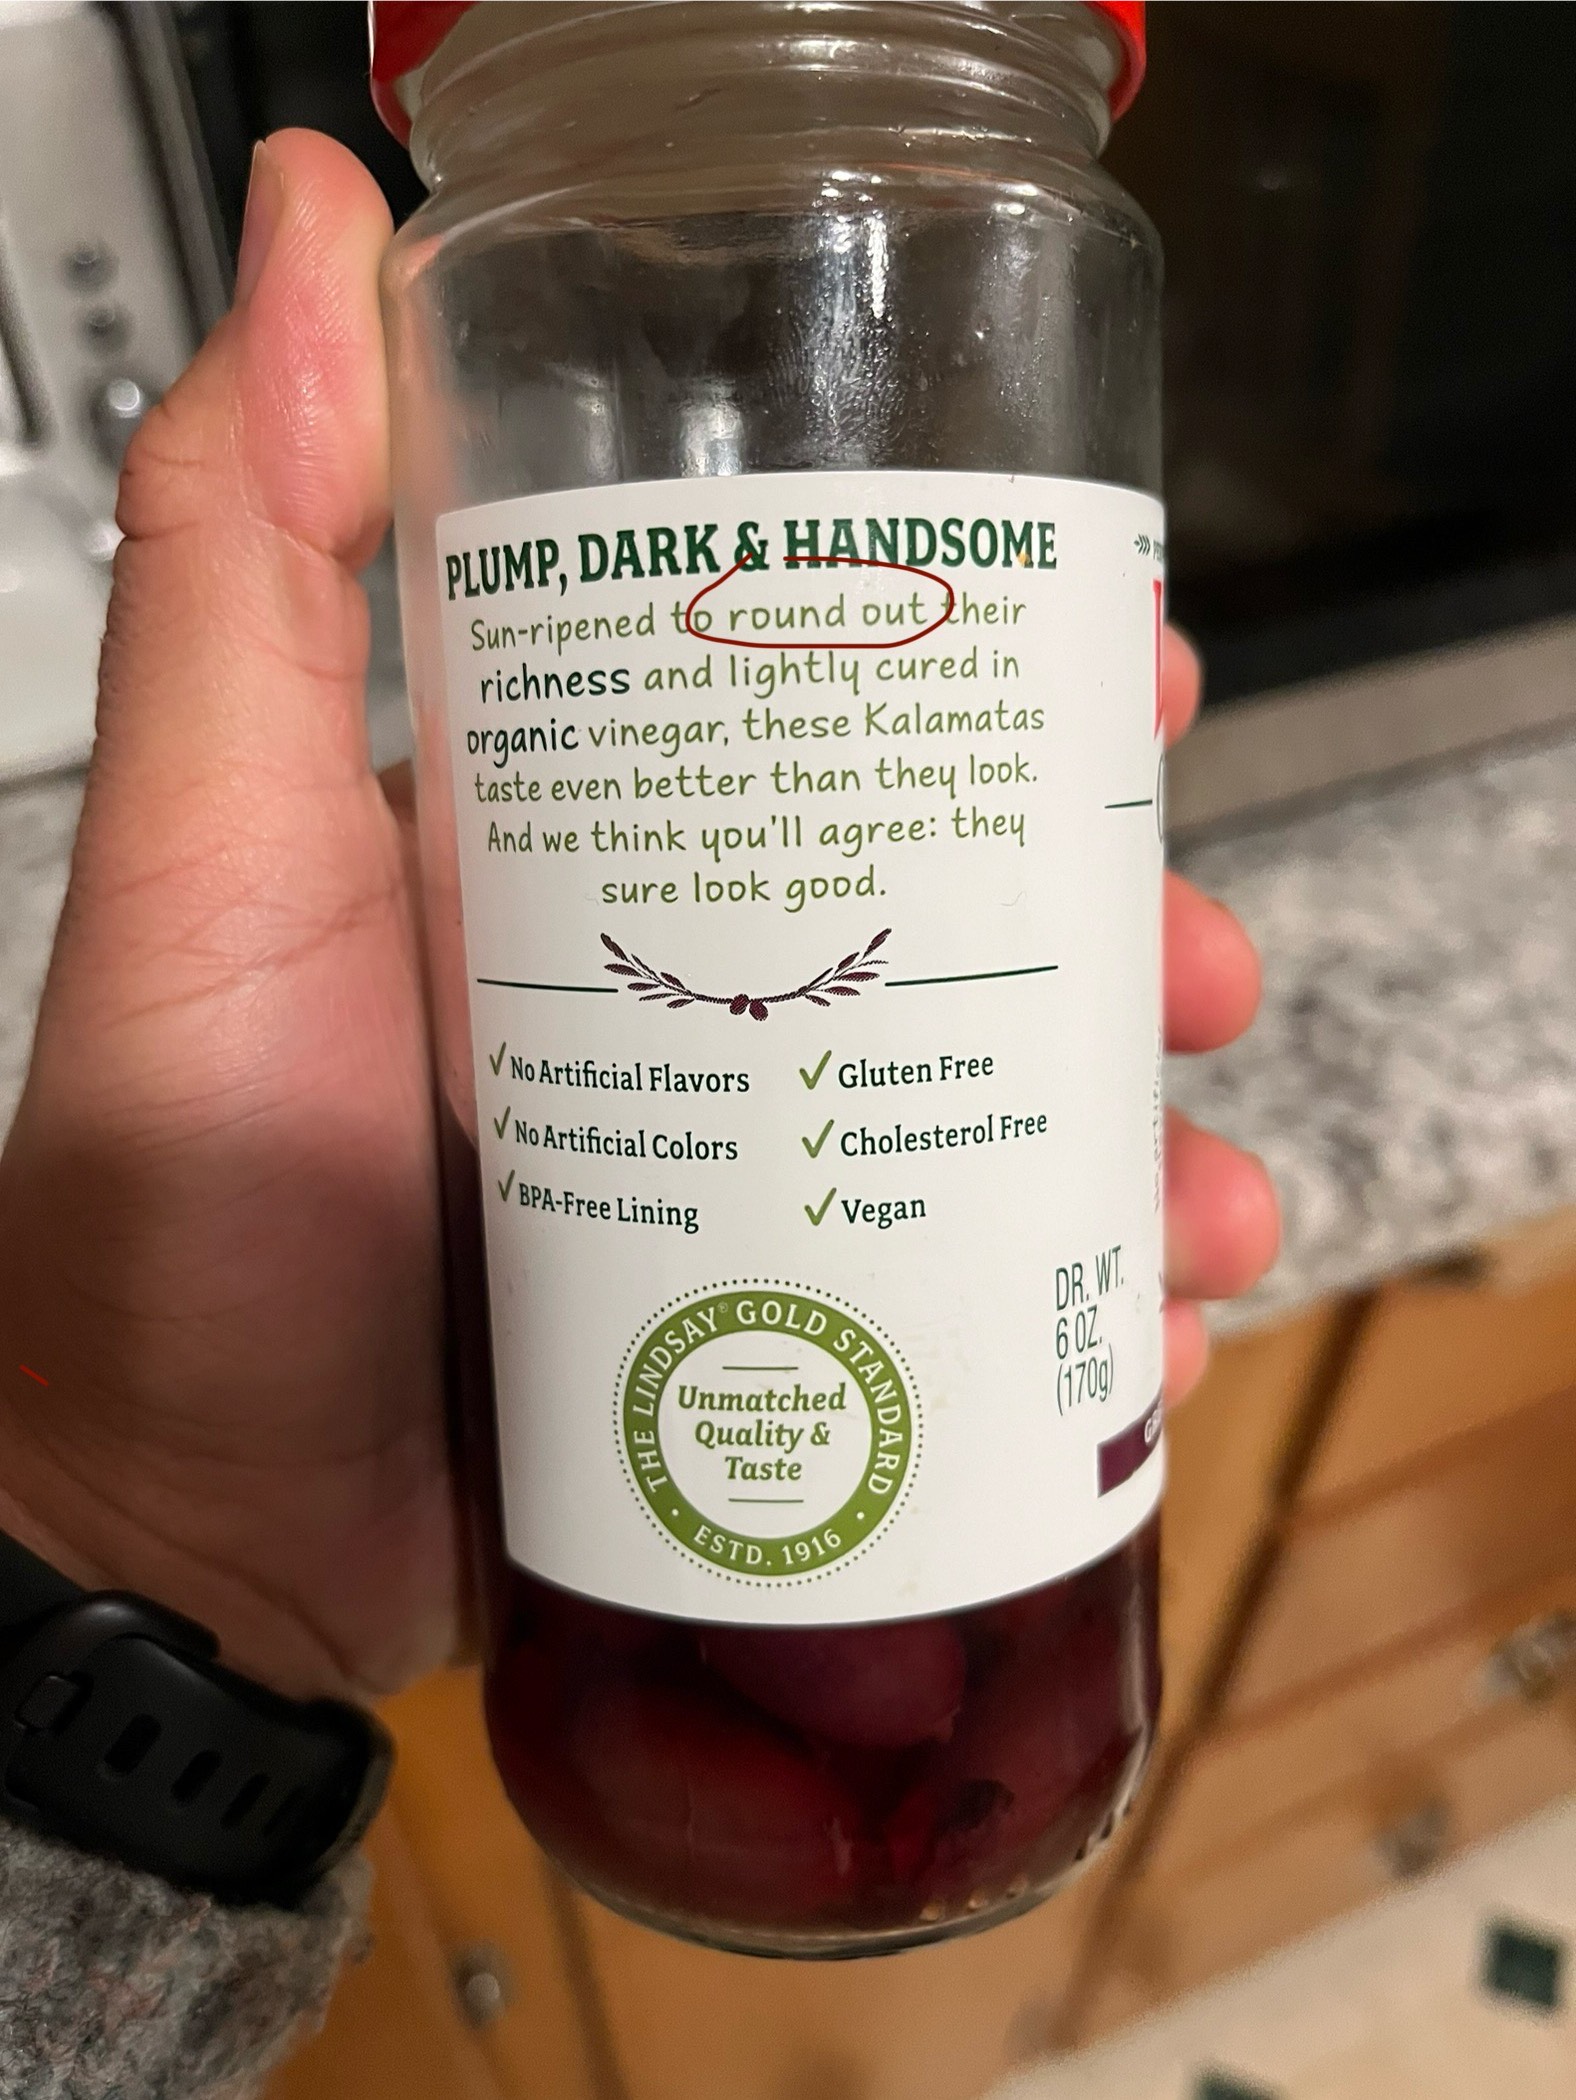 PLUMP, DARK & HANDSOME
Sun-ripened to round out their
richness and lightly cured in
organic vinegar, these Kalamatas
taste even better than they look.
And we think you'll agree: they
sure look good.
✓ No Artificial Flavors
✓ No Artificial Colors
✓ BPA-Free Lining
✓ Gluten Free
✓ Cholesterol Free
✓ Vegan
THE LINDSAY® GOLD STANDARD
Unmatched
Quality &
Taste
• ESTD. 1916 •
DR. WT.
6 OZ.
(170g)